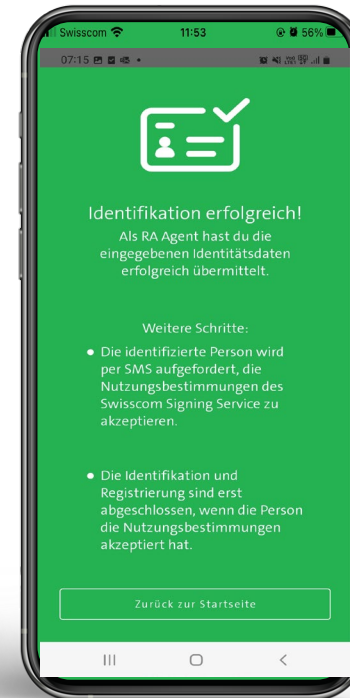 Swisscom 11:53 56%
07:15
Identifikation erfolgreich!
Als RA Agent hast du die
eingegebenen Identitätsdaten
erfolgreich übermittelt.
Weitere Schritte:
• Die identifizierte Person wird
per SMS aufgefordert, die
Nutzungsbestimmungen des
Swisscom Signing Service zu
akzeptieren.
• Die Identifikation und
Registrierung sind erst
abgeschlossen, wenn die Person
die Nutzungsbestimmungen
akzeptiert hat.
Zurück zur Startseite